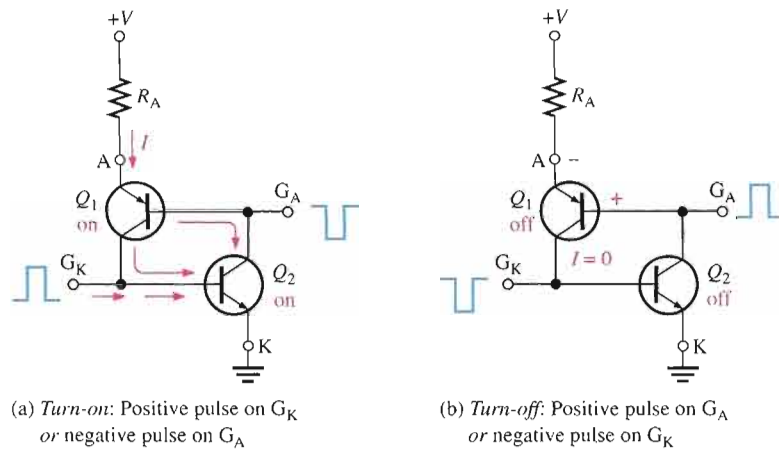 +V
R_A
A
I
Q_1
on
G_A
G_K
Q_2
on
K
(a) Turn-on: Positive pulse on G_K
or negative pulse on G_A
+V
R_A
A
–
Q_1
off
+
G_A
I = 0
G_K
Q_2
off
K
(b) Turn-off: Positive pulse on G_A
or negative pulse on G_K